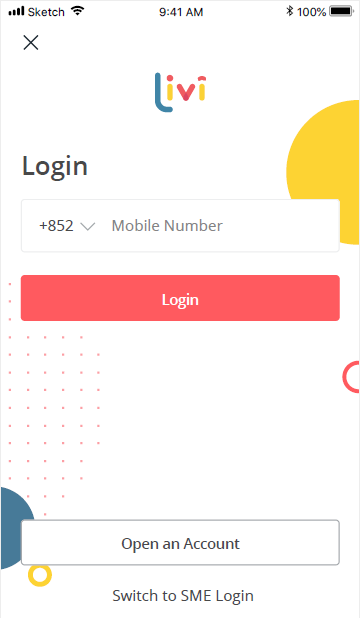 Sketch 9:41 AM 100%
livi
Login
+852 Mobile Number
Login
Open an Account
Switch to SME Login